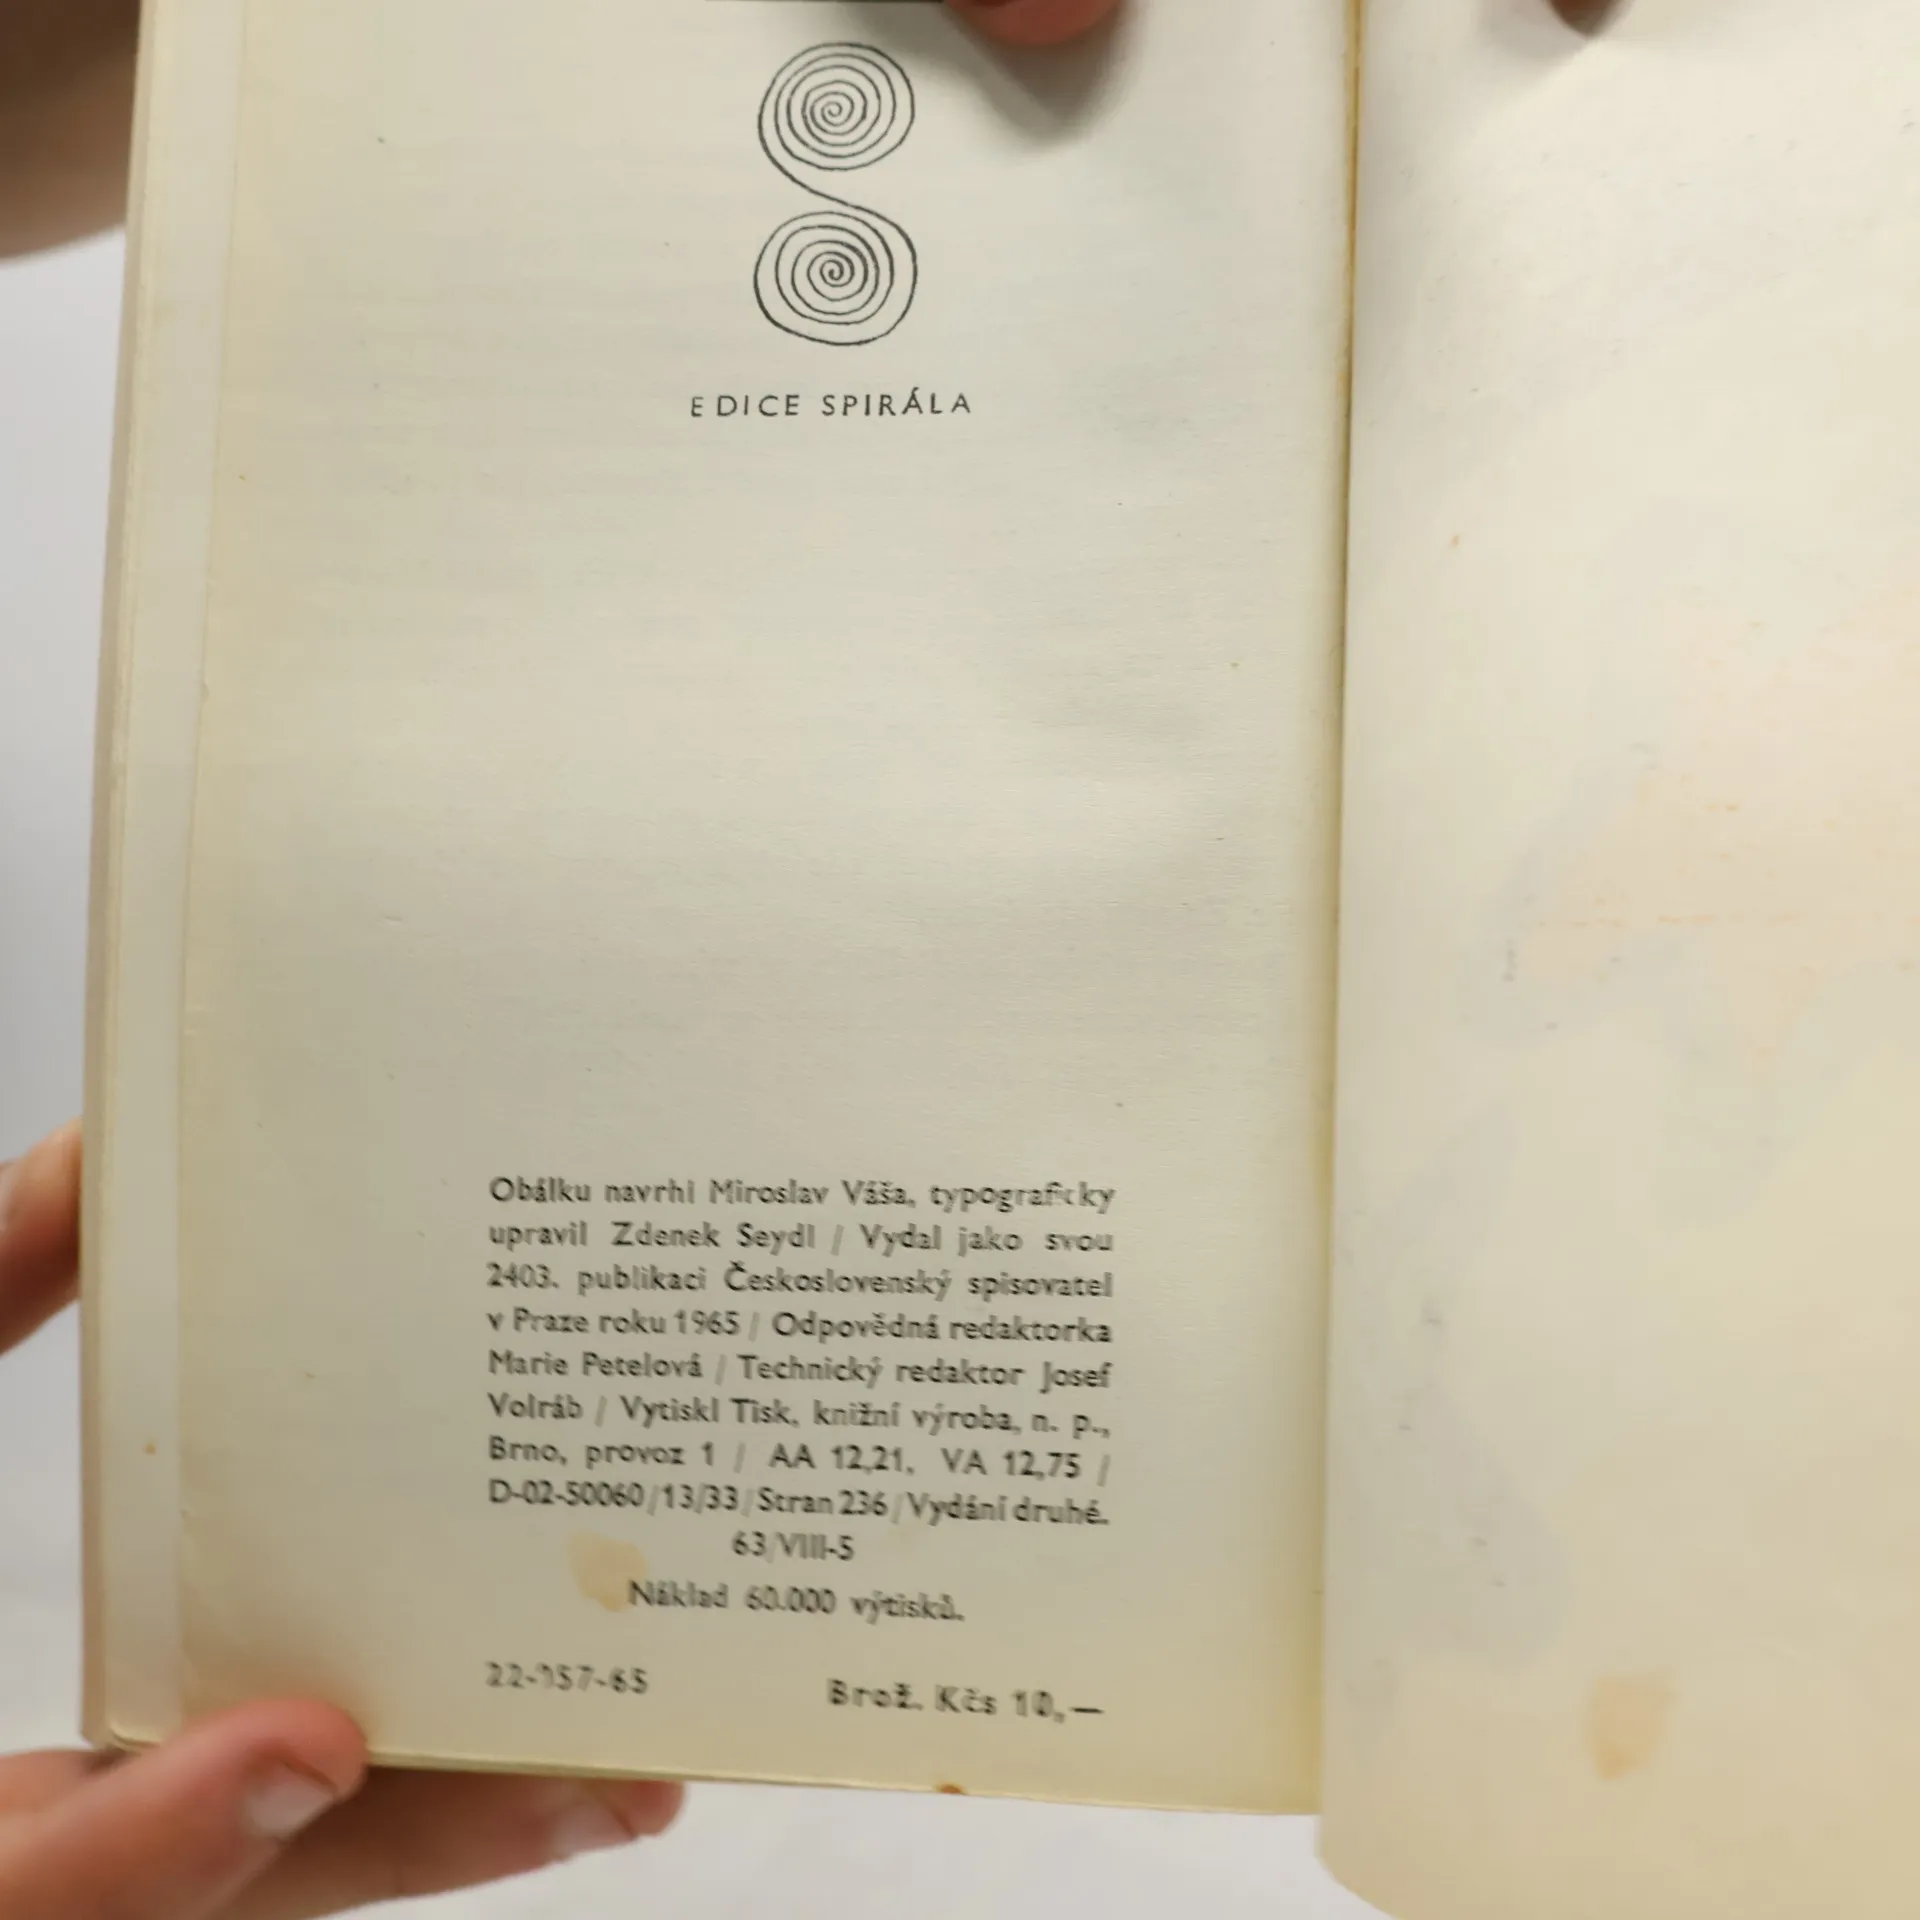 EDICE SPIRÁLA
Obálku navrhl Miroslav Váša, typograficky
upravil Zdenek Seydl / Vydal jako svou
2403. publikaci Československý spisovatel
v Praze roku 1965 / Odpovědná redaktorka
Marie Petelová / Technický redaktor Josef
Volráb / Vytiskl Tisk, knižní výroba, n. p.,
Brno, provoz 1 / AA 12,21, VA 12,75 /
D-02-50060/13/33/Stran 236/Vydání druhé.
63/VIII-5
Náklad 60.000 výtisků.
Brož. Kčs 10,—